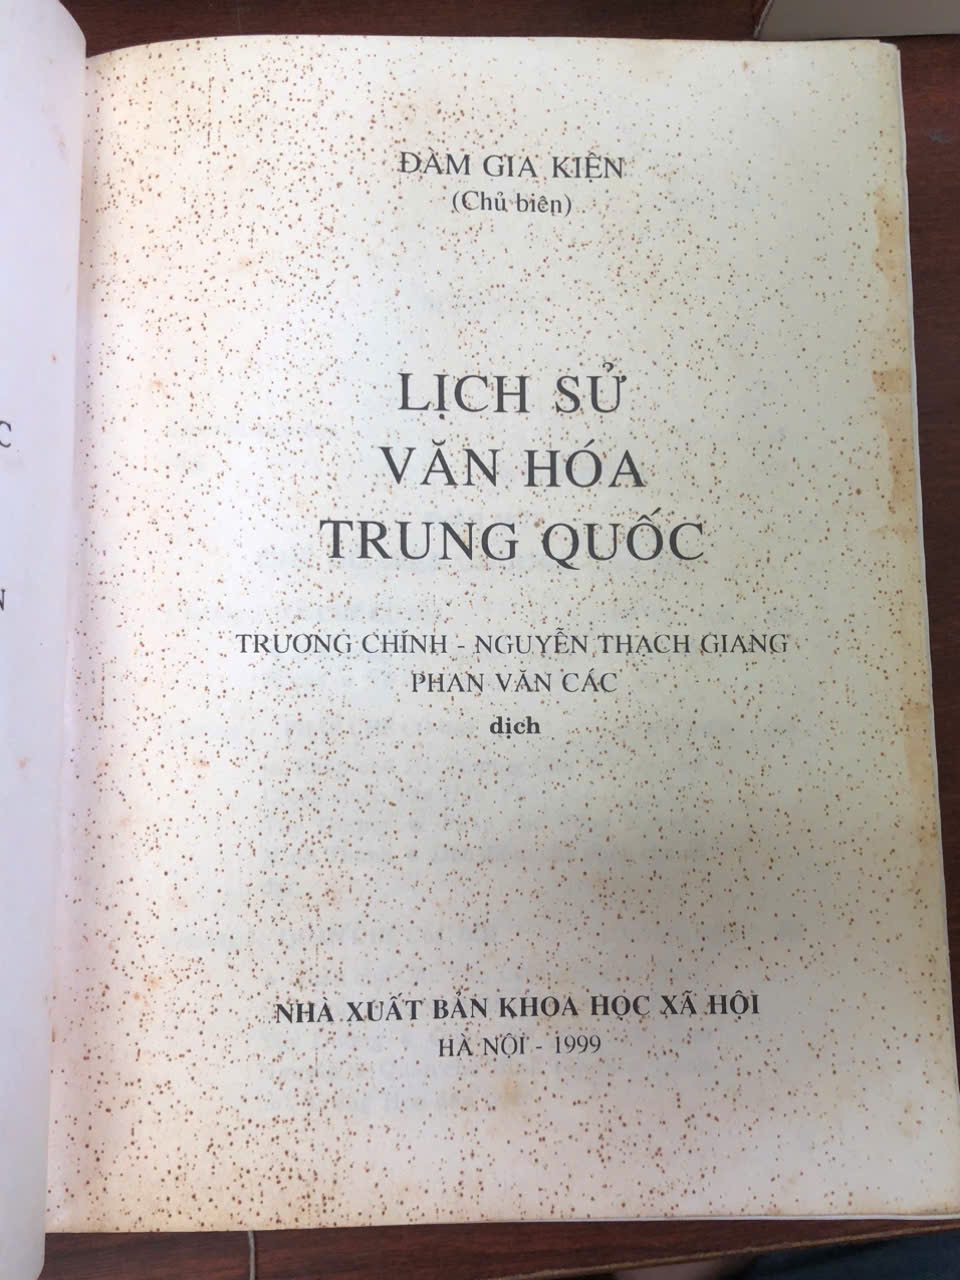 ĐÀM GIA KIỆN
(Chủ biên)
LỊCH SỬ
VĂN HÓA
TRUNG QUỐC
TRƯƠNG CHÍNH - NGUYỄN THẠCH GIANG
PHAN VĂN CÁC
dịch
NHÀ XUẤT BẢN KHOA HỌC XÃ HỘI
HÀ NỘI - 1999
C
N